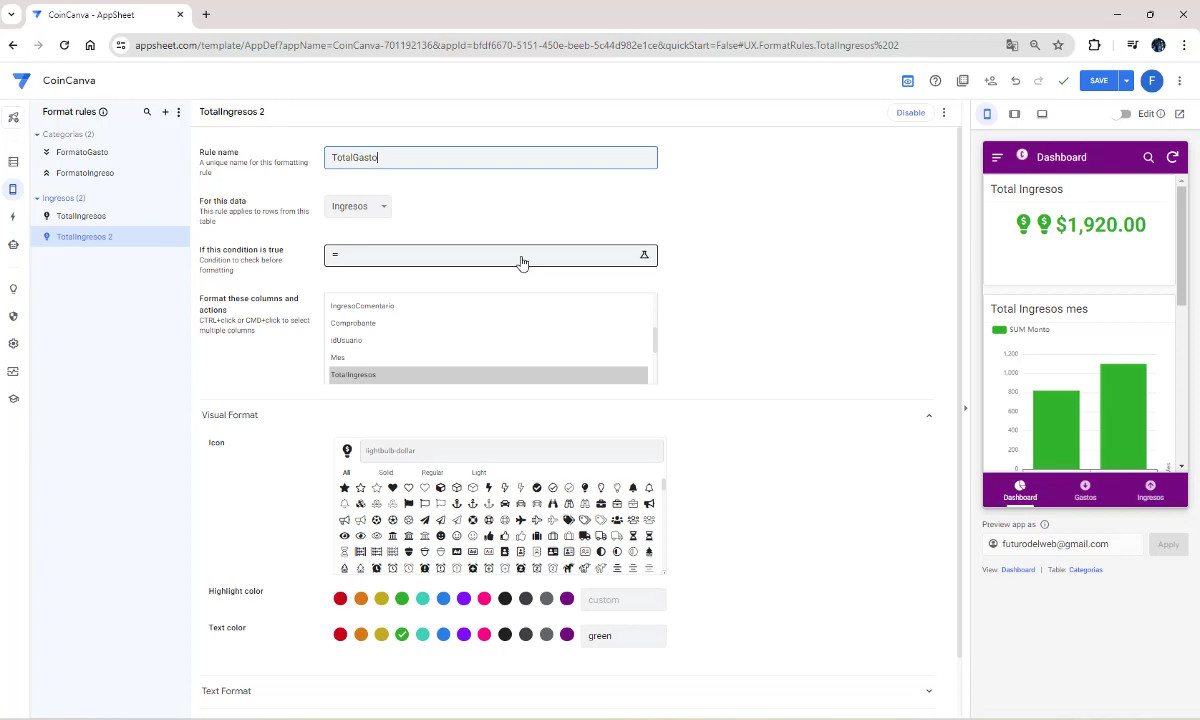 CoinCanva - AppSheet
appsheet.com/template/AppDef?appName=CoinCanva-701192136&appId=bfdf6670-5151-450e-beeb-5c44d982e1ce&quickStart=False#UX.FormatRules.TotalIngresos%202
CoinCanva
SAVE
F
Format rules
TotalIngresos 2
Disable
Edit
Categorias (2)
FormatoGasto
FormatoIngreso
Ingresos (2)
TotalIngresos
TotalIngresos 2
Rule name
A unique name for this formatting
rule
TotalGasto
For this data
This rule applies to rows from this
table
Ingresos
If this condition is true
Condition to check before
formatting
=
Format these columns and
actions
CTRL+click or CMD+click to select
multiple columns
IngresoComentario
Comprobante
idUsuario
Mes
TotalIngresos
Visual Format
Icon
lightbulb-dollar
All
Solid
Regular
Light
Highlight color
custom
Text color
green
Text Format
Dashboard
Total Ingresos
$1,920.00
Total Ingresos mes
SUM Monto
1,200
1,000
800
600
400
200
0
Mes
Dashboard
Gastos
Ingresos
Preview app as
futurodelweb@gmail.com
Apply
View: Dashboard | Table: Categorias